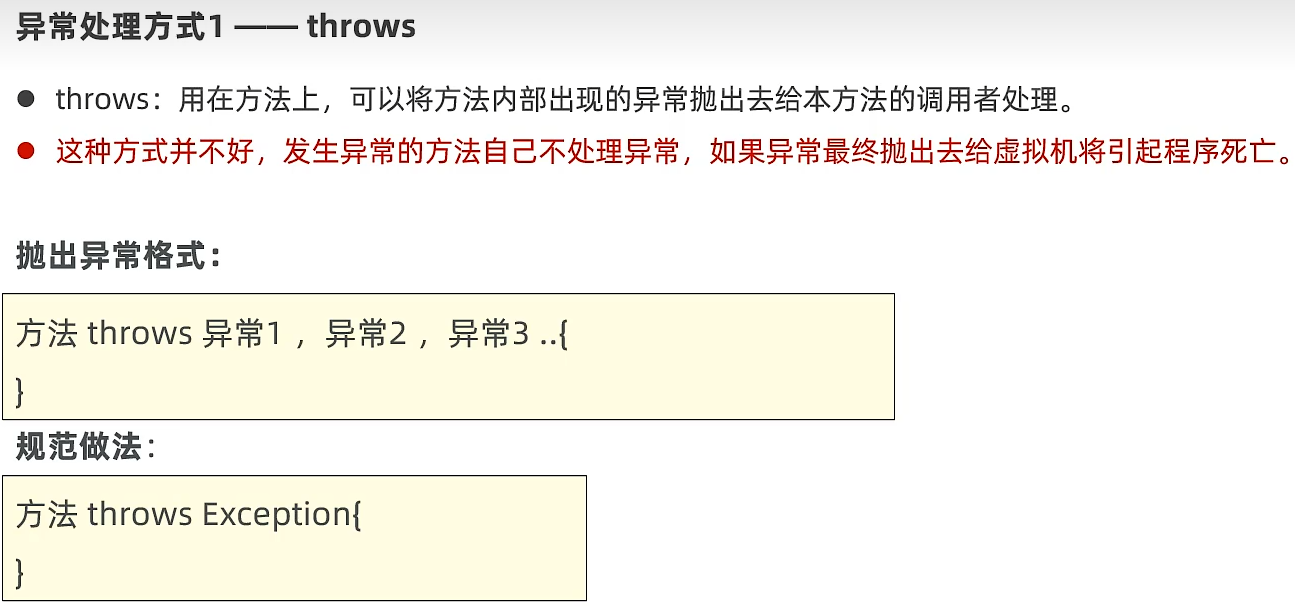 异常处理方式1 —— throws
● throws：用在方法上，可以将方法内部出现的异常抛出去给本方法的调用者处理。
● 这种方式并不好，发生异常的方法自己不处理异常，如果异常最终抛出去给虚拟机将引起程序死亡。
抛出异常格式：
方法 throws 异常1 ，异常2 ，异常3 ..{
}
规范做法：
方法 throws Exception{
}